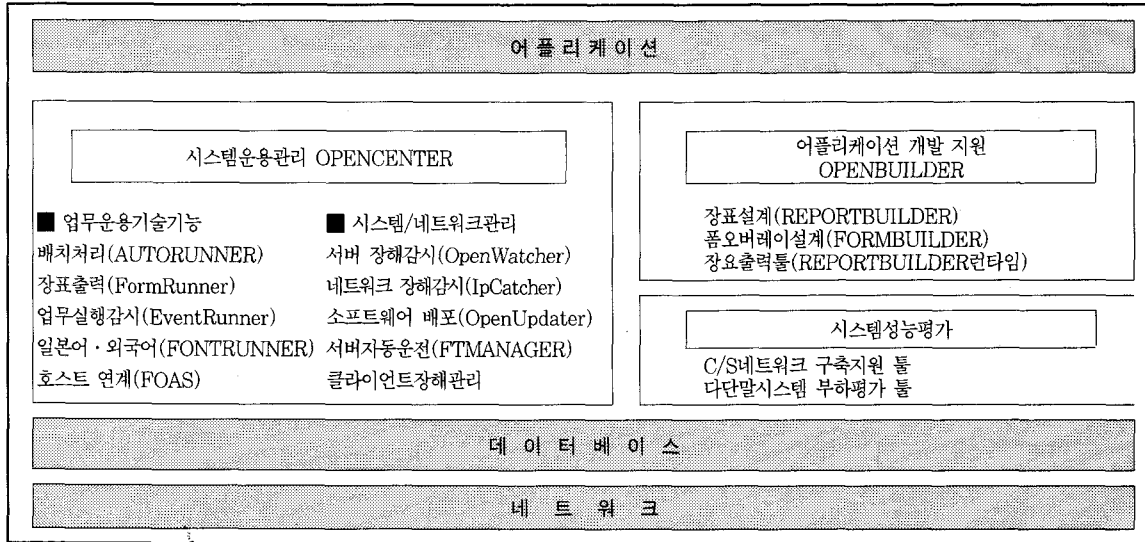 어플리케이션
시스템운용관리 OPENCENTER
■ 업무운용기술기능
배치처리(AUTORUNNER)
장표출력(FormRunner)
업무실행감시(EventRunner)
일본어·외국어(FONTRUNNER)
호스트 연계(FOAS)
■ 시스템/네트워크관리
서버 장해감시(OpenWatcher)
네트워크 장해감시(IpCatcher)
소프트웨어 배포(OpenUpdater)
서버자동운전(FTMANAGER)
클라이언트장해관리
어플리케이션 개발 지원
OPENBUILDER
장표설계(REPORTBUILDER)
폼오버레이설계(FORMBUILDER)
장요출력툴(REPORTBUILDER런타임)
시스템성능평가
C/S네트워크 구축지원 툴
다단말시스템 부하평가 툴
데 이 터 베 이 스
네 트 워 크